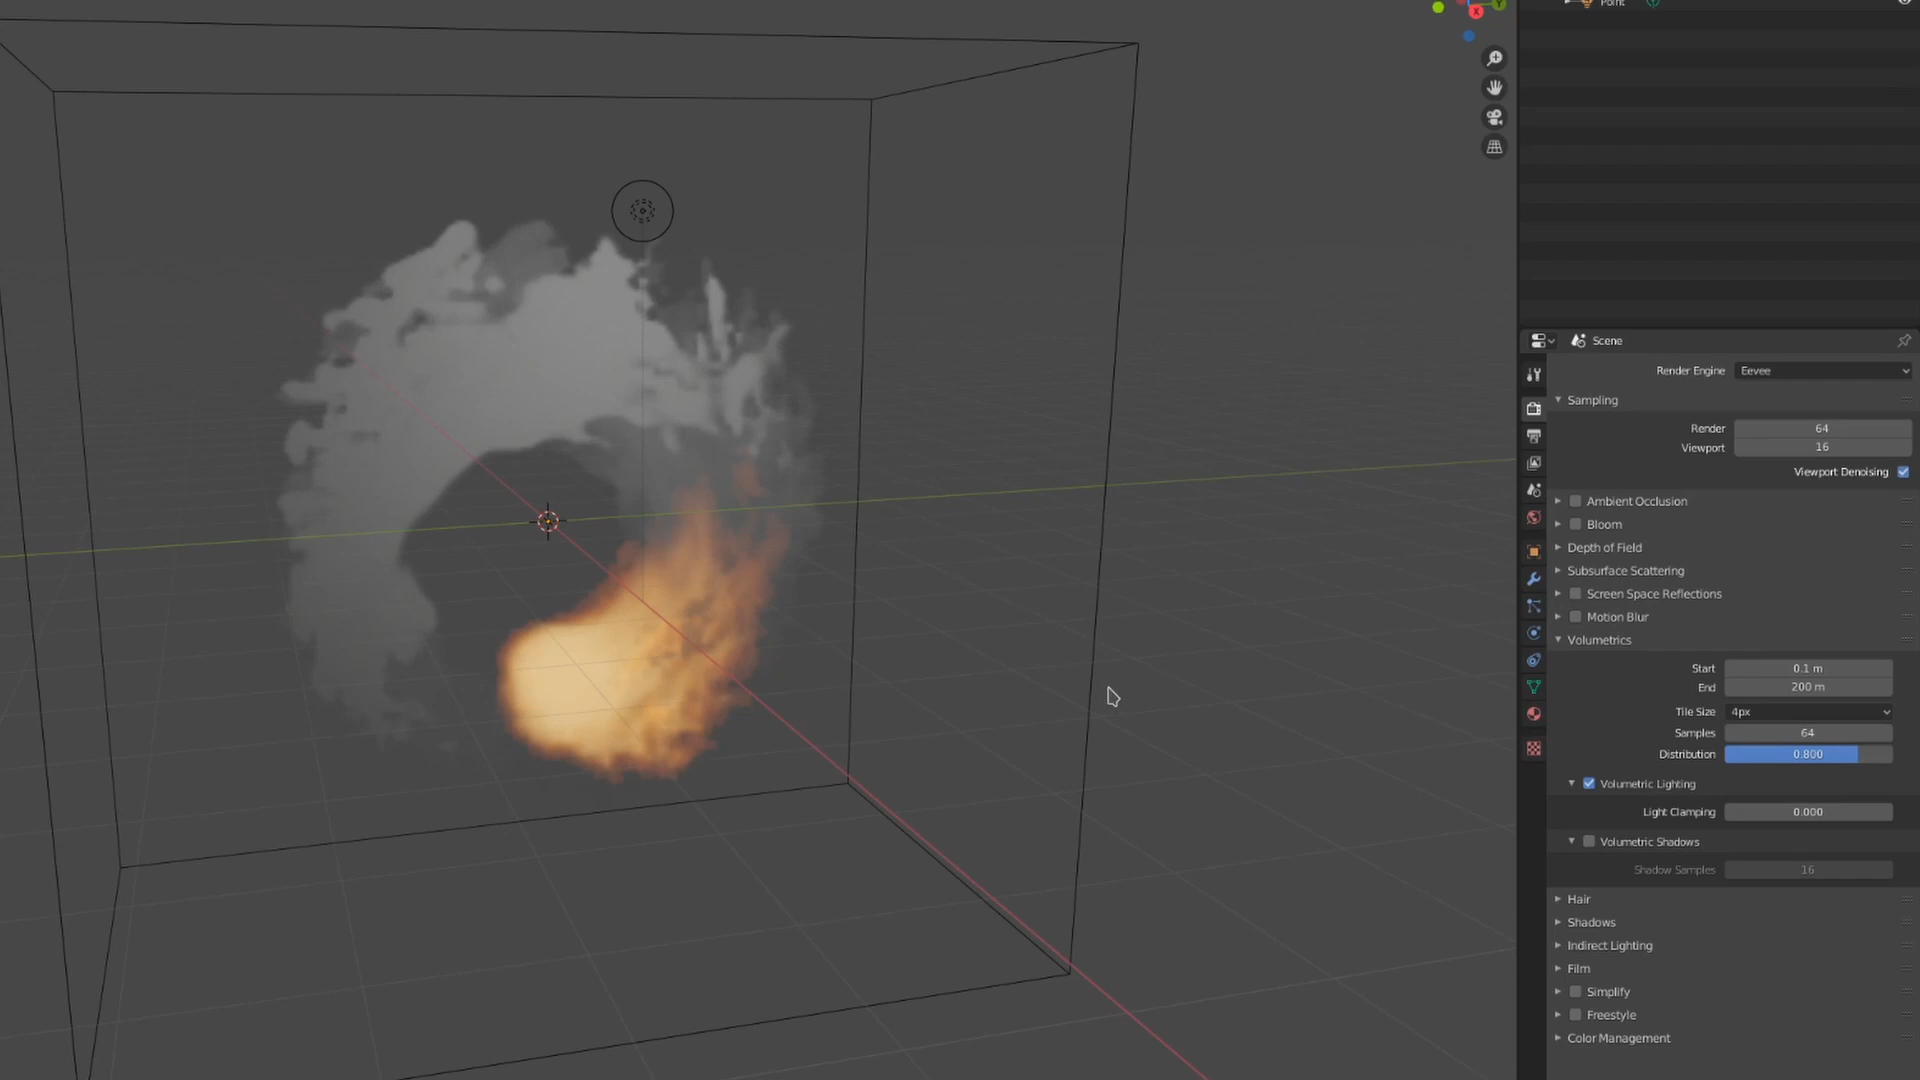 Point
X
Y
Scene
Render Engine Eevee
Sampling
Render 64
Viewport 16
Viewport Denoising
Ambient Occlusion
Bloom
Depth of Field
Subsurface Scattering
Screen Space Reflections
Motion Blur
Volumetrics
Start 0.1 m
End 200 m
Tile Size 4px
Samples 64
Distribution 0.800
Volumetric Lighting
Light Clamping 0.000
Volumetric Shadows
Shadow Samples 16
Hair
Shadows
Indirect Lighting
Film
Simplify
Freestyle
Color Management